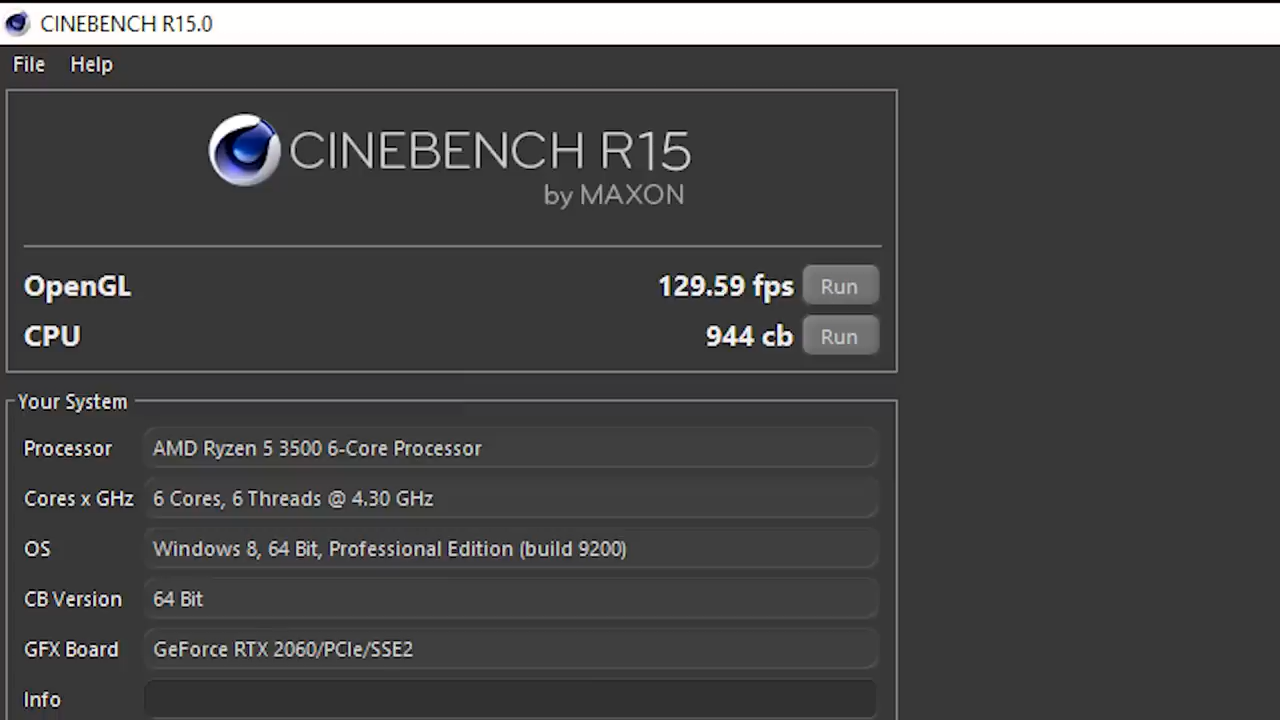 CINEBENCH R15.0
File Help
CINEBENCH R15
by MAXON
OpenGL 129.59 fps Run
CPU 944 cb Run
Your System
Processor AMD Ryzen 5 3500 6-Core Processor
Cores x GHz 6 Cores, 6 Threads @ 4.30 GHz
OS Windows 8, 64 Bit, Professional Edition (build 9200)
CB Version 64 Bit
GFX Board GeForce RTX 2060/PCIe/SSE2
Info